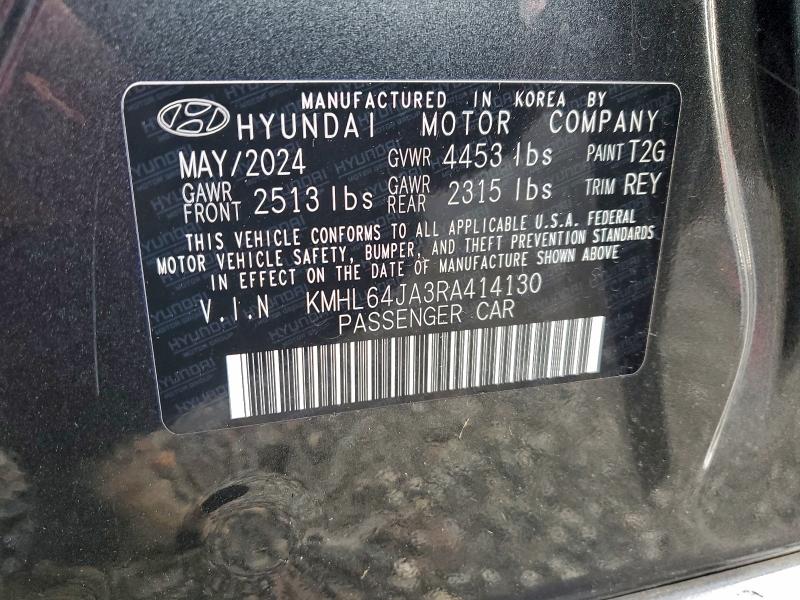 MANUFACTURED IN KOREA BY
HYUNDAI MOTOR COMPANY
MAY/2024 GVWR 4453 lbs PAINT T2G
GAWR FRONT 2513 lbs GAWR REAR 2315 lbs TRIM REY
THIS VEHICLE CONFORMS TO ALL APPLICABLE U.S.A. FEDERAL
MOTOR VEHICLE SAFETY, BUMPER, AND THEFT PREVENTION STANDARDS
IN EFFECT ON THE DATE OF MANUFACTURE SHOWN ABOVE
V.I.N KMHL64JA3RA414130
PASSENGER CAR